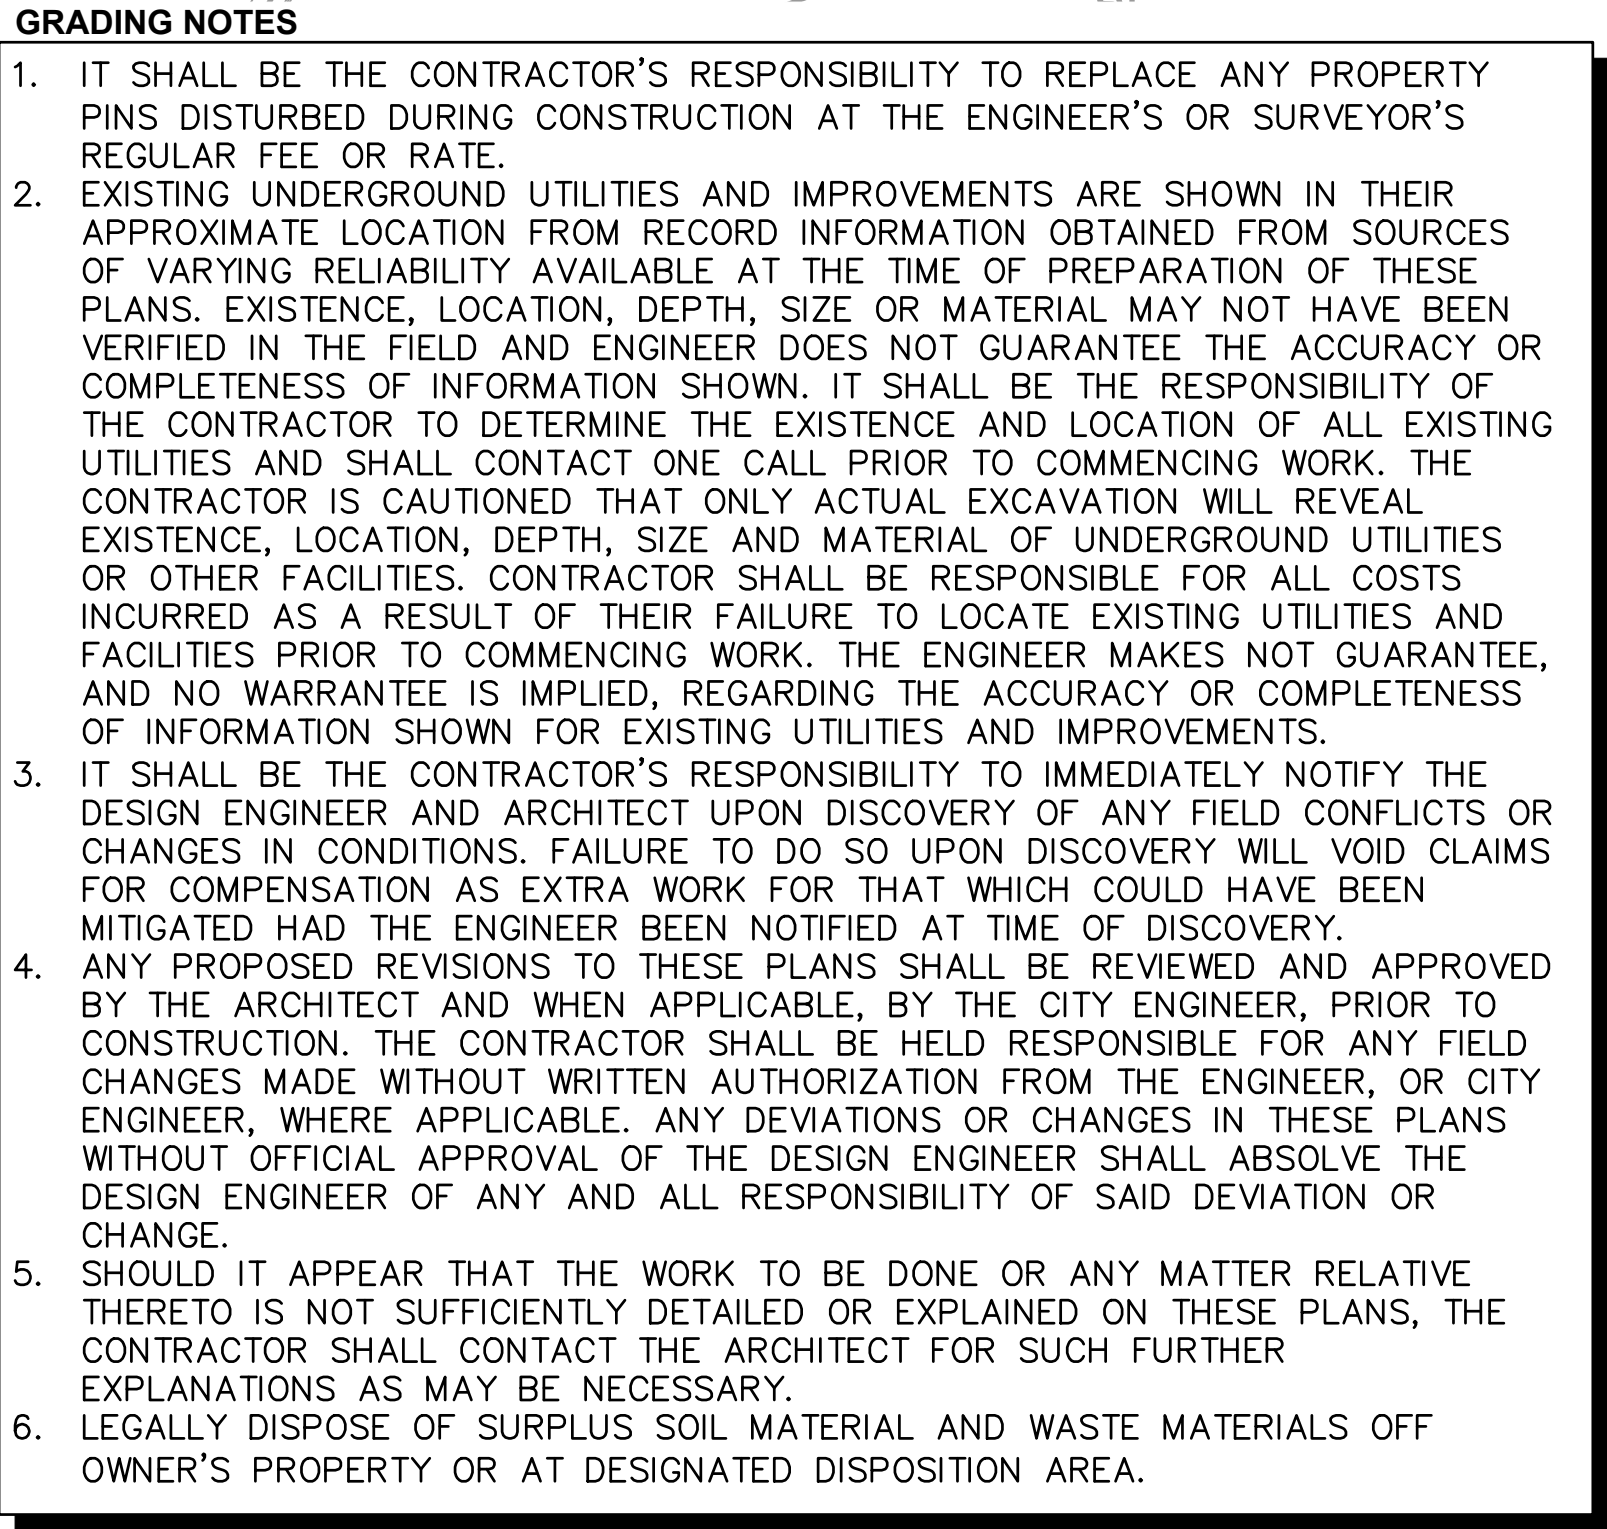 GRADING NOTES
1. IT SHALL BE THE CONTRACTOR'S RESPONSIBILITY TO REPLACE ANY PROPERTY
PINS DISTURBED DURING CONSTRUCTION AT THE ENGINEER'S OR SURVEYOR'S
REGULAR FEE OR RATE.
2. EXISTING UNDERGROUND UTILITIES AND IMPROVEMENTS ARE SHOWN IN THEIR
APPROXIMATE LOCATION FROM RECORD INFORMATION OBTAINED FROM SOURCES
OF VARYING RELIABILITY AVAILABLE AT THE TIME OF PREPARATION OF THESE
PLANS. EXISTENCE, LOCATION, DEPTH, SIZE OR MATERIAL MAY NOT HAVE BEEN
VERIFIED IN THE FIELD AND ENGINEER DOES NOT GUARANTEE THE ACCURACY OR
COMPLETENESS OF INFORMATION SHOWN. IT SHALL BE THE RESPONSIBILITY OF
THE CONTRACTOR TO DETERMINE THE EXISTENCE AND LOCATION OF ALL EXISTING
UTILITIES AND SHALL CONTACT ONE CALL PRIOR TO COMMENCING WORK. THE
CONTRACTOR IS CAUTIONED THAT ONLY ACTUAL EXCAVATION WILL REVEAL
EXISTENCE, LOCATION, DEPTH, SIZE AND MATERIAL OF UNDERGROUND UTILITIES
OR OTHER FACILITIES. CONTRACTOR SHALL BE RESPONSIBLE FOR ALL COSTS
INCURRED AS A RESULT OF THEIR FAILURE TO LOCATE EXISTING UTILITIES AND
FACILITIES PRIOR TO COMMENCING WORK. THE ENGINEER MAKES NOT GUARANTEE,
AND NO WARRANTEE IS IMPLIED, REGARDING THE ACCURACY OR COMPLETENESS
OF INFORMATION SHOWN FOR EXISTING UTILITIES AND IMPROVEMENTS.
3. IT SHALL BE THE CONTRACTOR'S RESPONSIBILITY TO IMMEDIATELY NOTIFY THE
DESIGN ENGINEER AND ARCHITECT UPON DISCOVERY OF ANY FIELD CONFLICTS OR
CHANGES IN CONDITIONS. FAILURE TO DO SO UPON DISCOVERY WILL VOID CLAIMS
FOR COMPENSATION AS EXTRA WORK FOR THAT WHICH COULD HAVE BEEN
MITIGATED HAD THE ENGINEER BEEN NOTIFIED AT TIME OF DISCOVERY.
4. ANY PROPOSED REVISIONS TO THESE PLANS SHALL BE REVIEWED AND APPROVED
BY THE ARCHITECT AND WHEN APPLICABLE, BY THE CITY ENGINEER, PRIOR TO
CONSTRUCTION. THE CONTRACTOR SHALL BE HELD RESPONSIBLE FOR ANY FIELD
CHANGES MADE WITHOUT WRITTEN AUTHORIZATION FROM THE ENGINEER, OR CITY
ENGINEER, WHERE APPLICABLE. ANY DEVIATIONS OR CHANGES IN THESE PLANS
WITHOUT OFFICIAL APPROVAL OF THE DESIGN ENGINEER SHALL ABSOLVE THE
DESIGN ENGINEER OF ANY AND ALL RESPONSIBILITY OF SAID DEVIATION OR
CHANGE.
5. SHOULD IT APPEAR THAT THE WORK TO BE DONE OR ANY MATTER RELATIVE
THERETO IS NOT SUFFICIENTLY DETAILED OR EXPLAINED ON THESE PLANS, THE
CONTRACTOR SHALL CONTACT THE ARCHITECT FOR SUCH FURTHER
EXPLANATIONS AS MAY BE NECESSARY.
6. LEGALLY DISPOSE OF SURPLUS SOIL MATERIAL AND WASTE MATERIALS OFF
OWNER'S PROPERTY OR AT DESIGNATED DISPOSITION AREA.